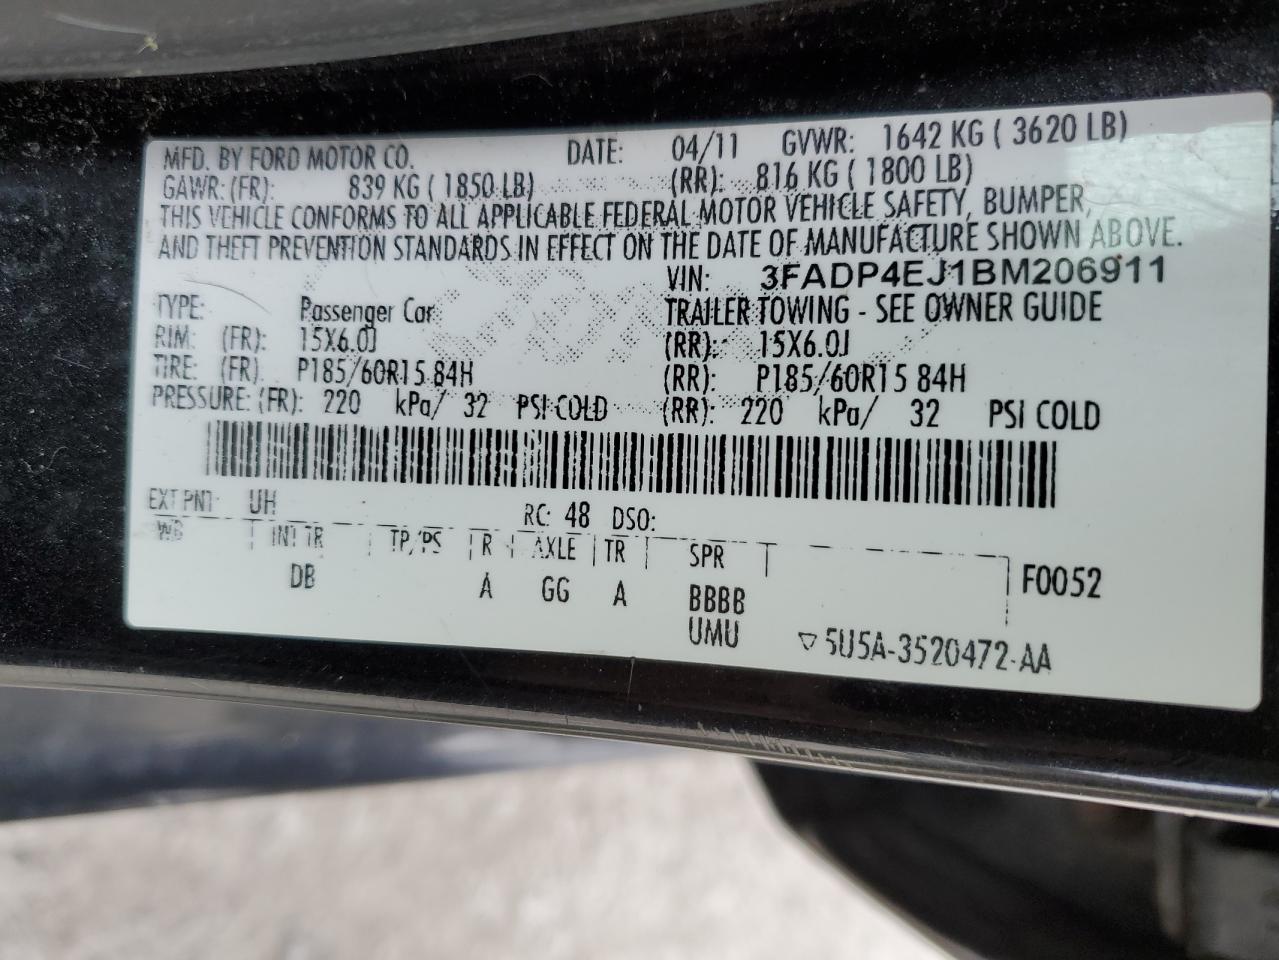 MFD. BY FORD MOTOR CO. DATE: 04/11 GVWR: 1642 KG ( 3620 LB)
GAWR: (FR): 839 KG ( 1850 LB) (RR): 816 KG ( 1800 LB)
THIS VEHICLE CONFORMS TO ALL APPLICABLE FEDERAL MOTOR VEHICLE SAFETY, BUMPER,
AND THEFT PREVENTION STANDARDS IN EFFECT ON THE DATE OF MANUFACTURE SHOWN ABOVE.
VIN: 3FADP4EJ1BM206911
TYPE: Passenger Car TRAILER TOWING - SEE OWNER GUIDE
RIM: (FR): 15X6.0J (RR): 15X6.0J
TIRE: (FR). P185/60R15 84H (RR): P185/60R15 84H
PRESSURE: (FR): 220 kPa/ 32 PSI COLD (RR): 220 kPa/ 32 PSI COLD
EXT PNT: UH RC: 48 DSO:
WB INT TR TP/PS R AXLE TR SPR
DB A GG A BBBB F0052
UMU ▽ 5U5A-3520472-AA